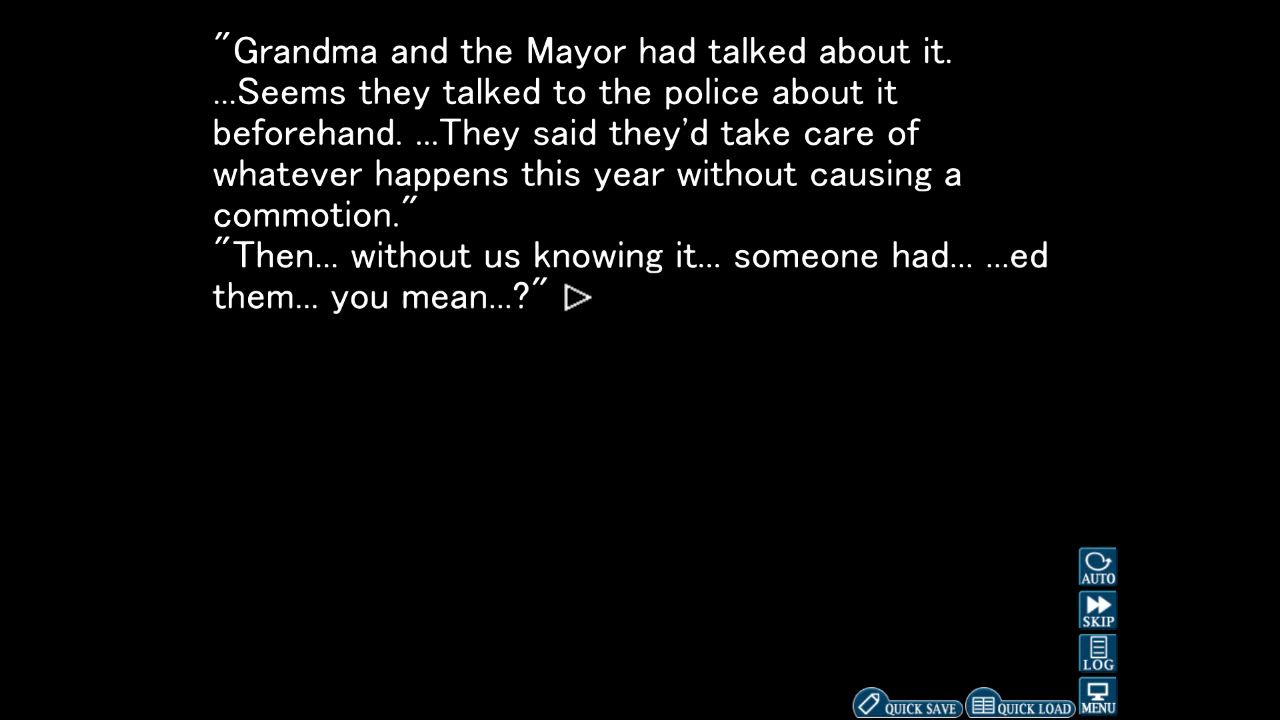 "Grandma and the Mayor had talked about it.
...Seems they talked to the police about it
beforehand. ...They said they'd take care of
whatever happens this year without causing a
commotion."
"Then... without us knowing it... someone had... ...ed
them... you mean...?"
AUTO
SKIP
LOG
QUICK SAVE
QUICK LOAD
MENU